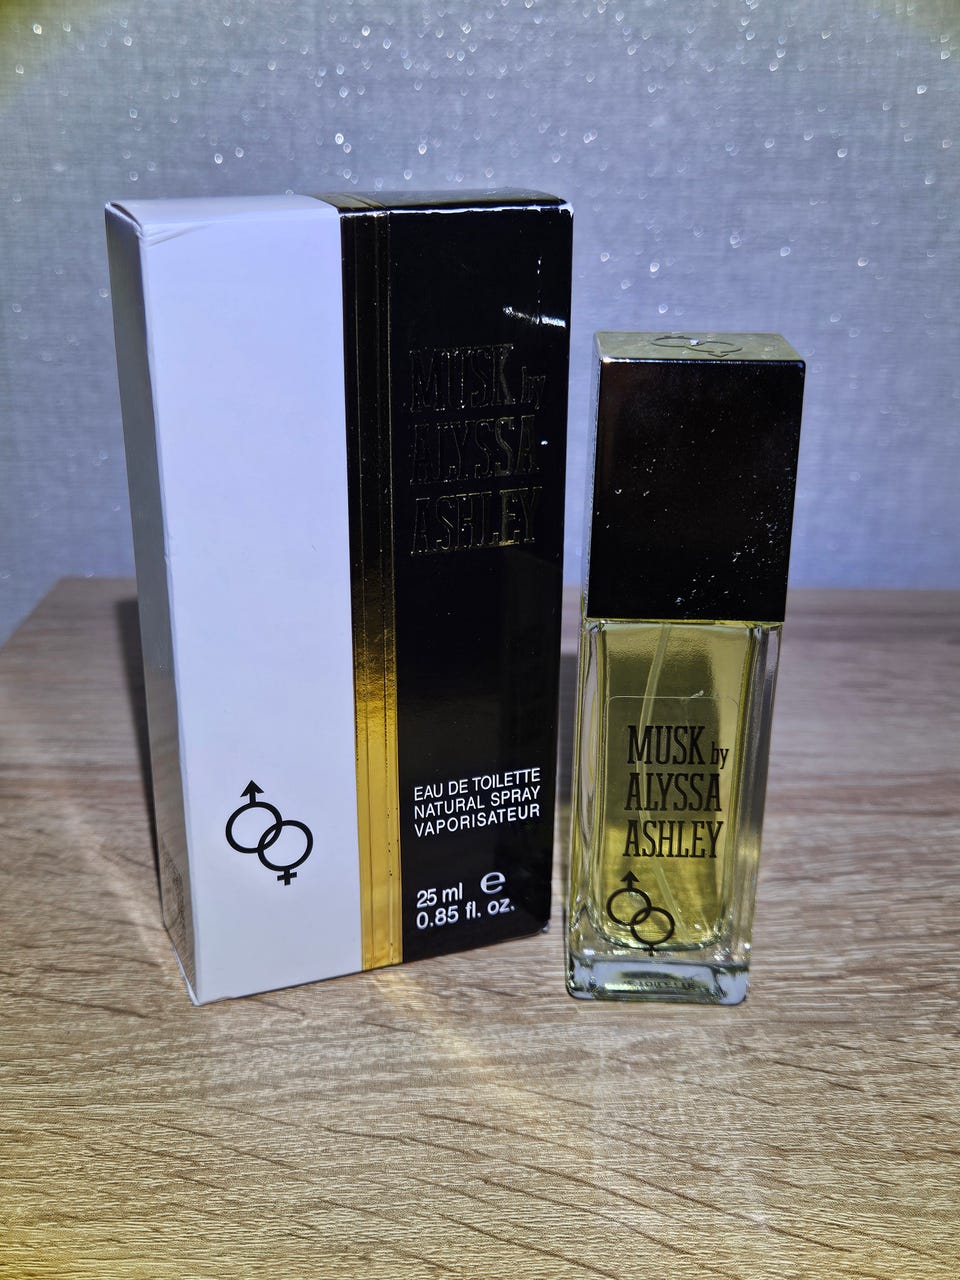 MUSK by
ALYSSA
ASHLEY
EAU DE TOILETTE
NATURAL SPRAY
VAPORISATEUR
25 ml e
0.85 fl. oz.
MUSK by
ALYSSA
ASHLEY